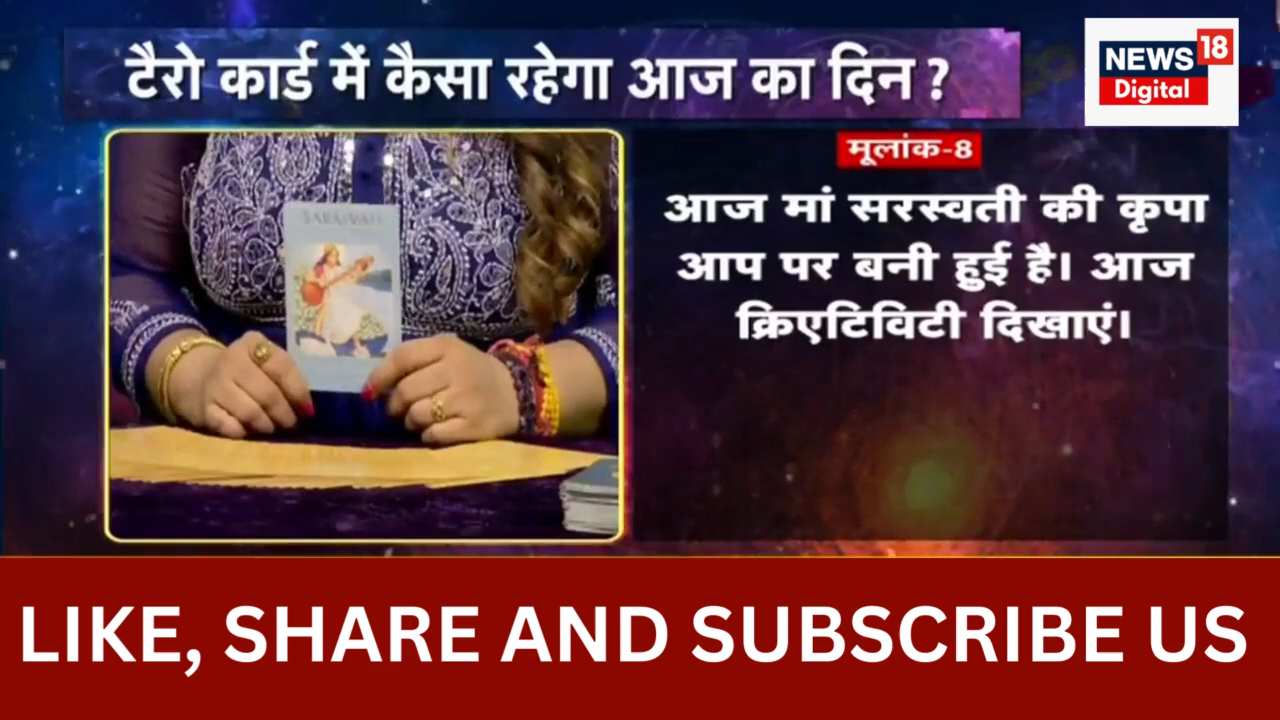 टैरो कार्ड में कैसा रहेगा आज का दिन ?
NEWS 18
Digital
मूलांक-8
SARASVATI
आज मां सरस्वती की कृपा
आप पर बनी हुई है। आज
क्रिएटिविटी दिखाएं।
LIKE, SHARE AND SUBSCRIBE US